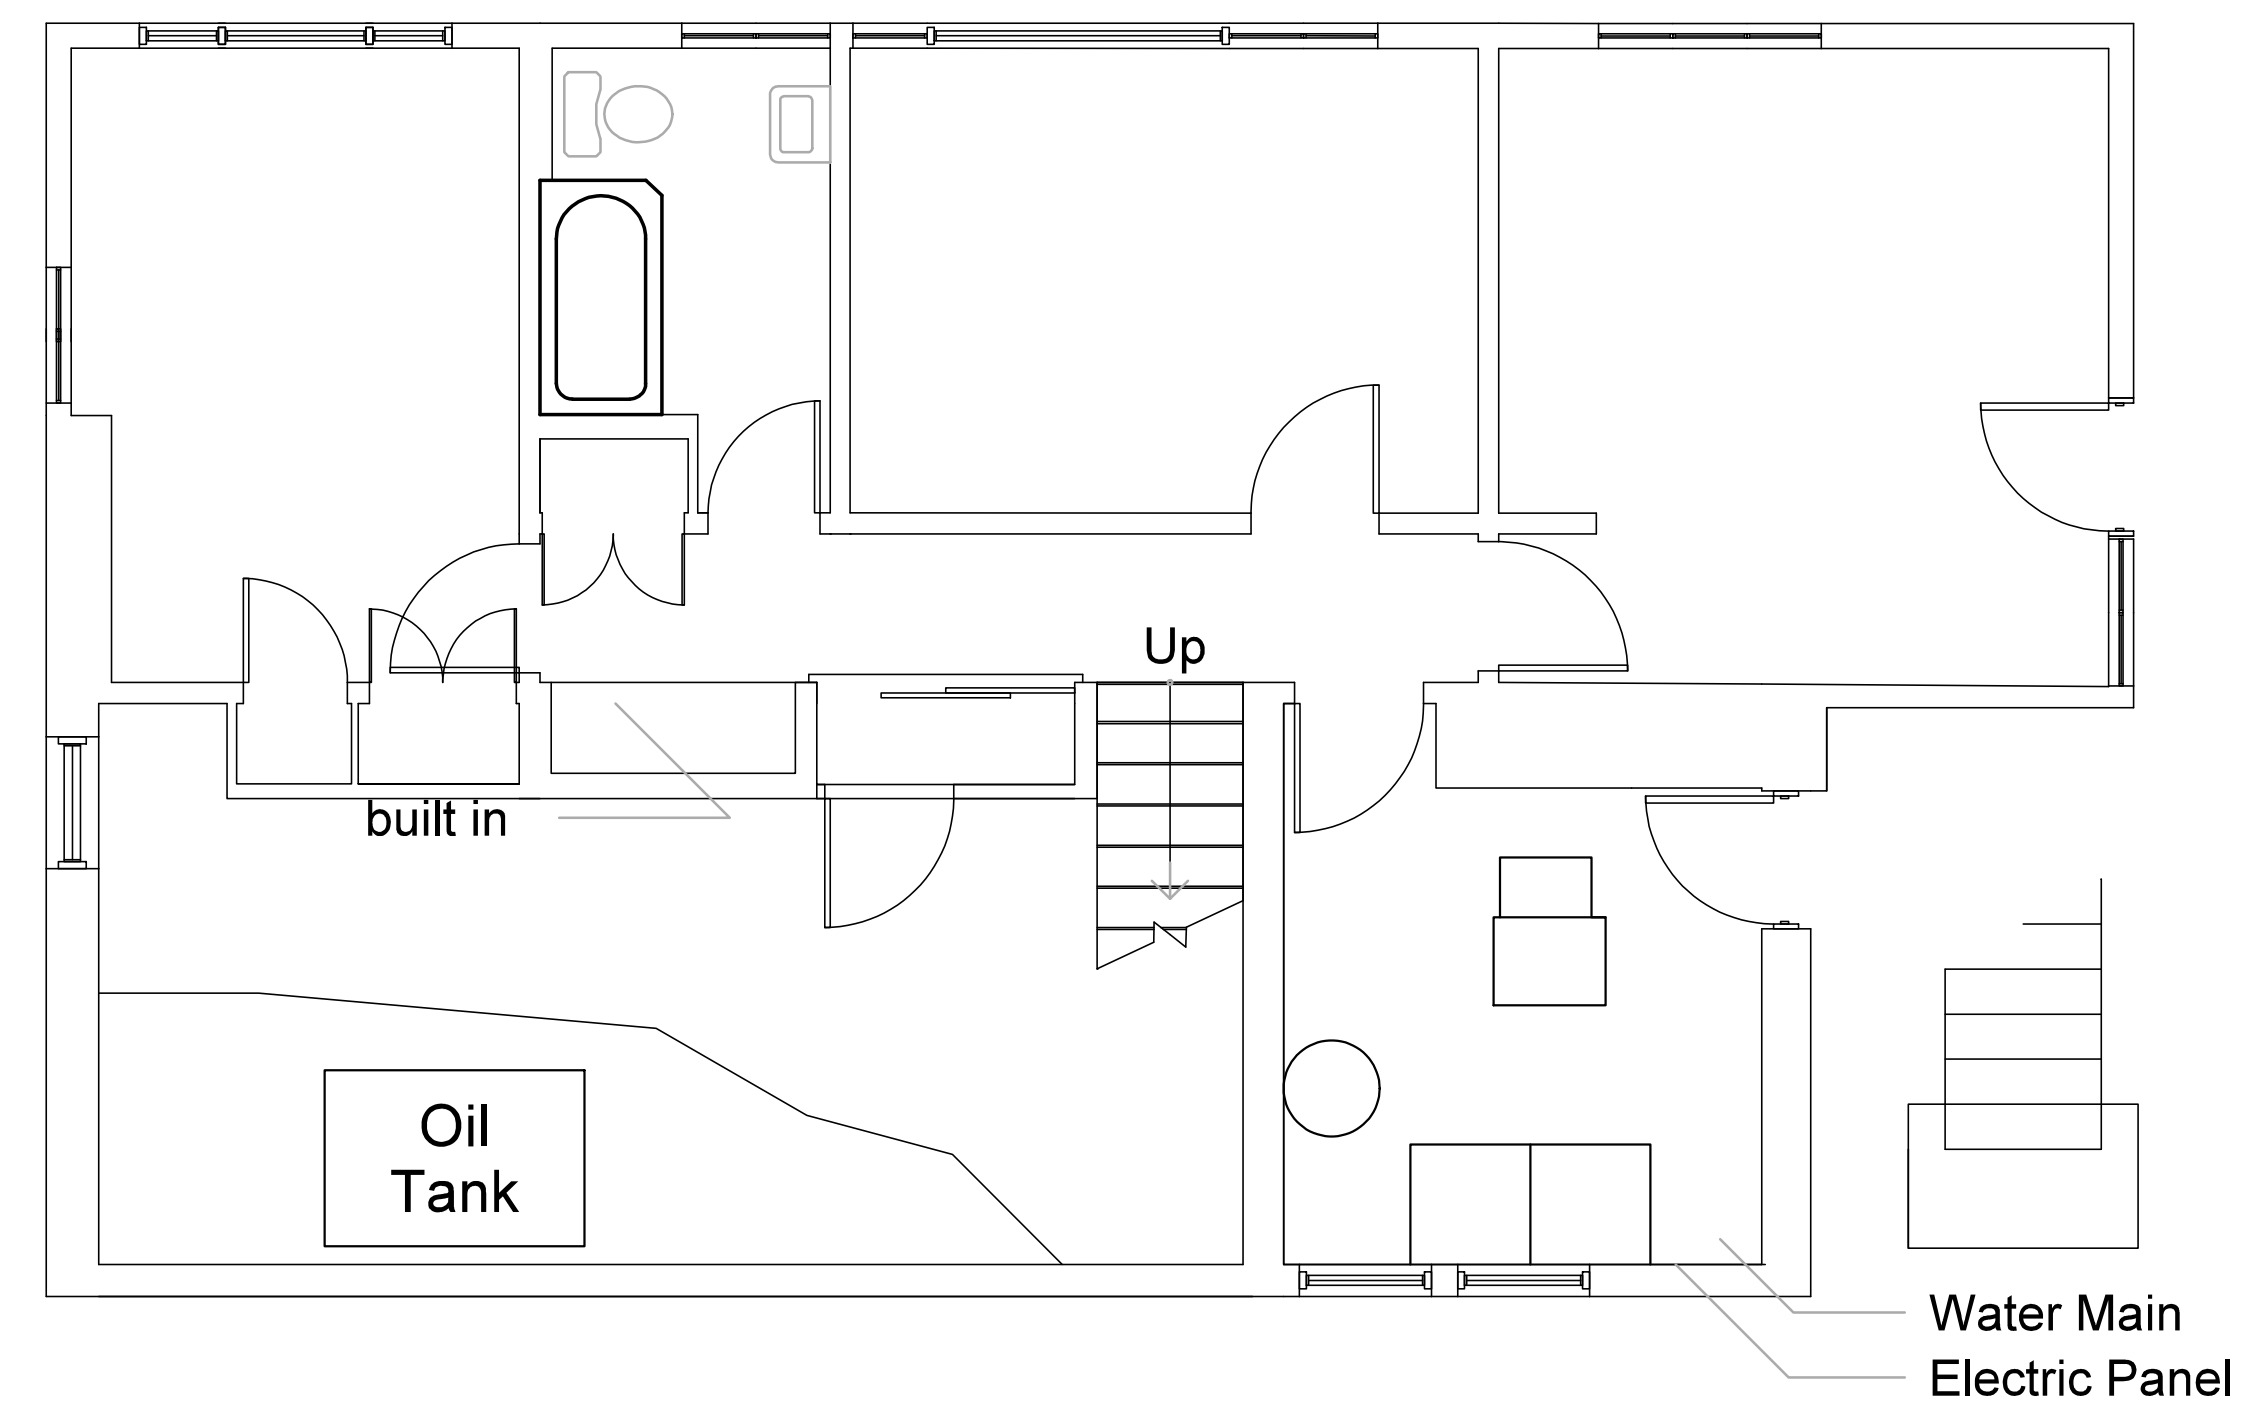 Up
built in
Oil
Tank
Water Main
Electric Panel